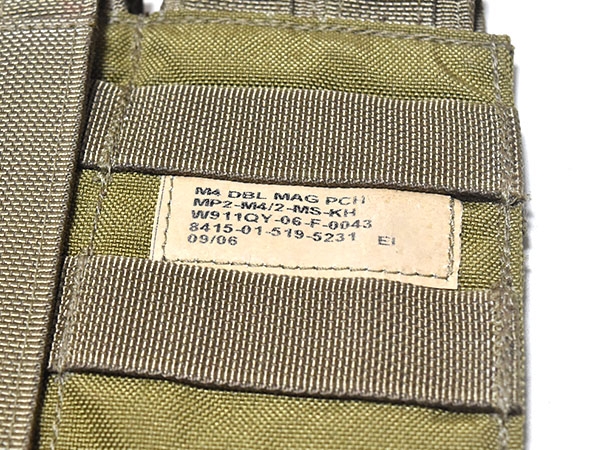 M4 DBL MAG PCH
MP2-M4/2-MS-KH
W911QY-06-F-0043
8415-01-519-5231 EI
09/06